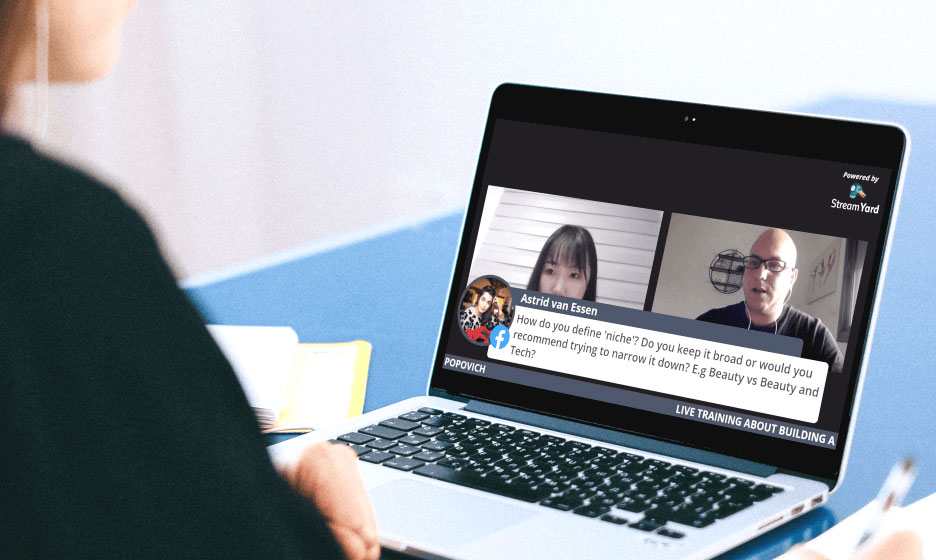 Powered by
StreamYard
Astrid van Essen
How do you define 'niche'? Do you keep it broad or would you
recommend trying to narrow it down? E.g Beauty vs Beauty and
Tech?
POPOVICH
LIVE TRAINING ABOUT BUILDING A